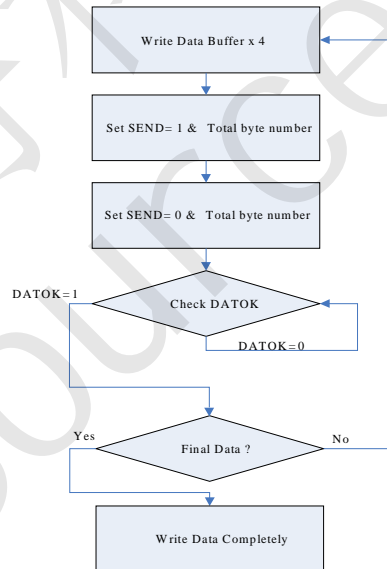 Write Data Buffer x 4
Set SEND= 1 & Total byte number
Set SEND= 0 & Total byte number
DATOK=1
Check DATOK
DATOK=0
Yes
Final Data ?
No
Write Data Completely